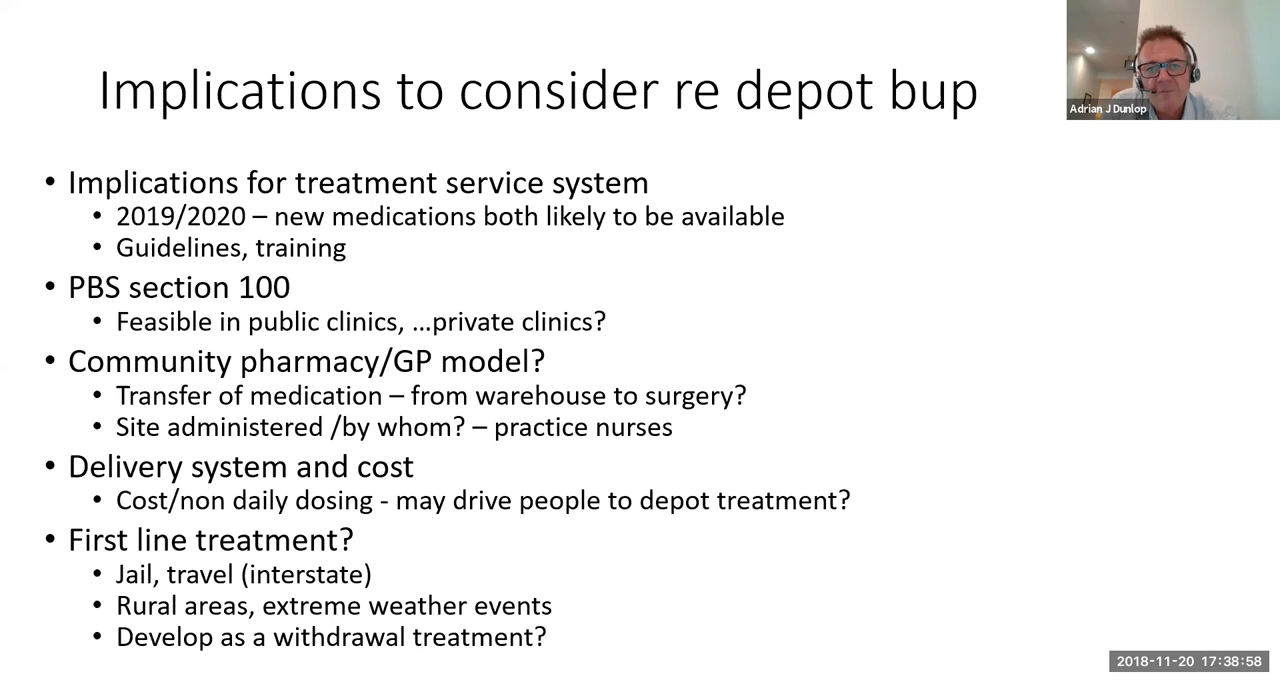 Implications to consider re depot bup
Adrian J Dunlop
• Implications for treatment service system
• 2019/2020 – new medications both likely to be available
• Guidelines, training
• PBS section 100
• Feasible in public clinics, …private clinics?
• Community pharmacy/GP model?
• Transfer of medication – from warehouse to surgery?
• Site administered /by whom? – practice nurses
• Delivery system and cost
• Cost/non daily dosing - may drive people to depot treatment?
• First line treatment?
• Jail, travel (interstate)
• Rural areas, extreme weather events
• Develop as a withdrawal treatment?
2018-11-20 17:38:58